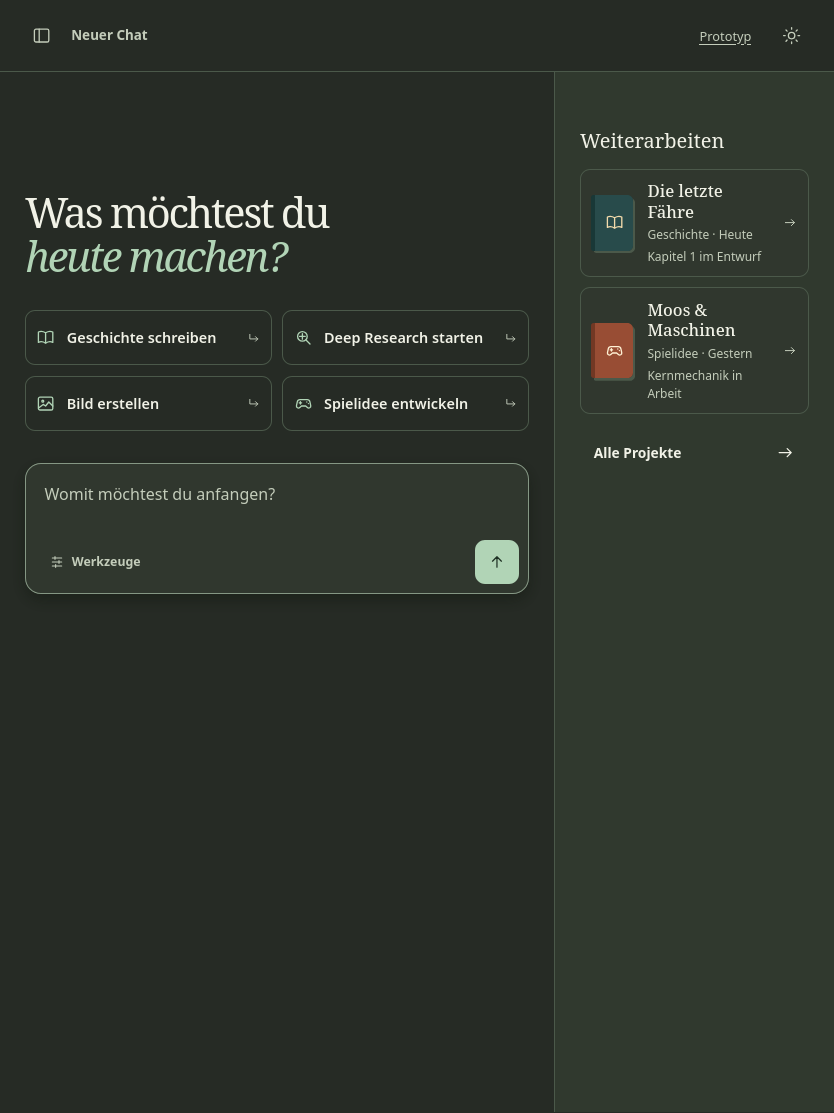 Neuer Chat
Prototyp
Was möchtest du
heute machen?
Geschichte schreiben
Deep Research starten
Bild erstellen
Spielidee entwickeln
Womit möchtest du anfangen?
Werkzeuge
Weiterarbeiten
Die letzte
Fähre
Geschichte · Heute
Kapitel 1 im Entwurf
Moos &
Maschinen
Spielidee · Gestern
Kernmechanik in
Arbeit
Alle Projekte